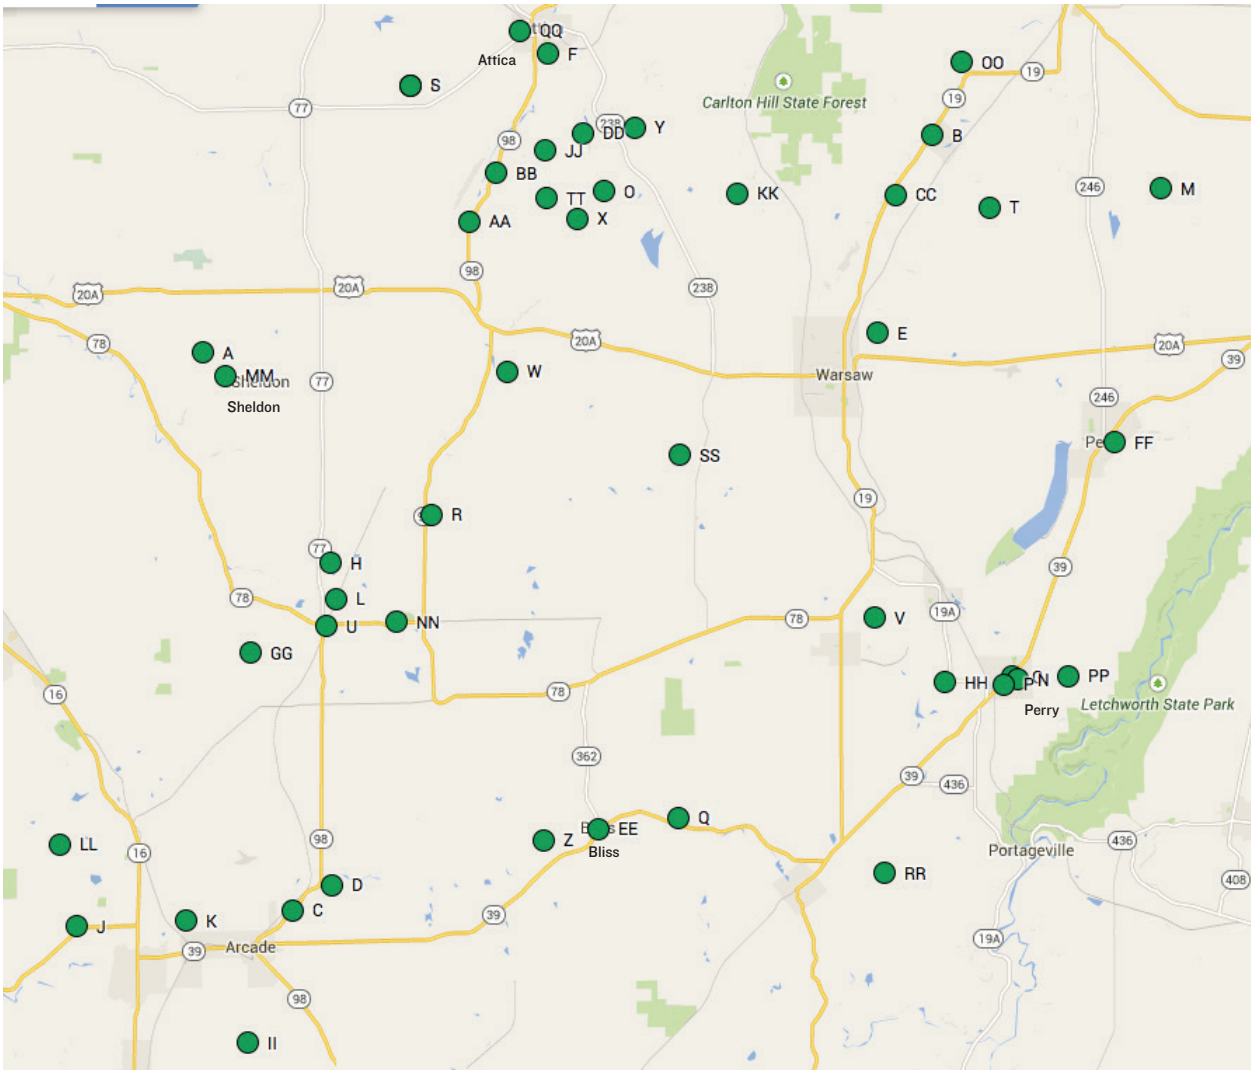 QQ
Attica
F
S
77
OO
19
Carlton Hill State Forest
19
238
DD
Y
B
98
JJ
BB
TT
O
KK
CC
246
M
T
X
AA
98
20A
20A
238
78
20A
E
20A
A
39
MM
Sheldon
Sheldon
77
W
Warsaw
246
FF
SS
19
R
77
H
39
78
L
19A
U
NN
78
V
GG
16
78
HH
P
N
PP
Perry
Letchworth State Park
362
39
436
Q
EE
Z
Bliss
98
LL
16
Portageville
436
RR
408
D
C
K
J
39
Arcade
39
19A
98
II